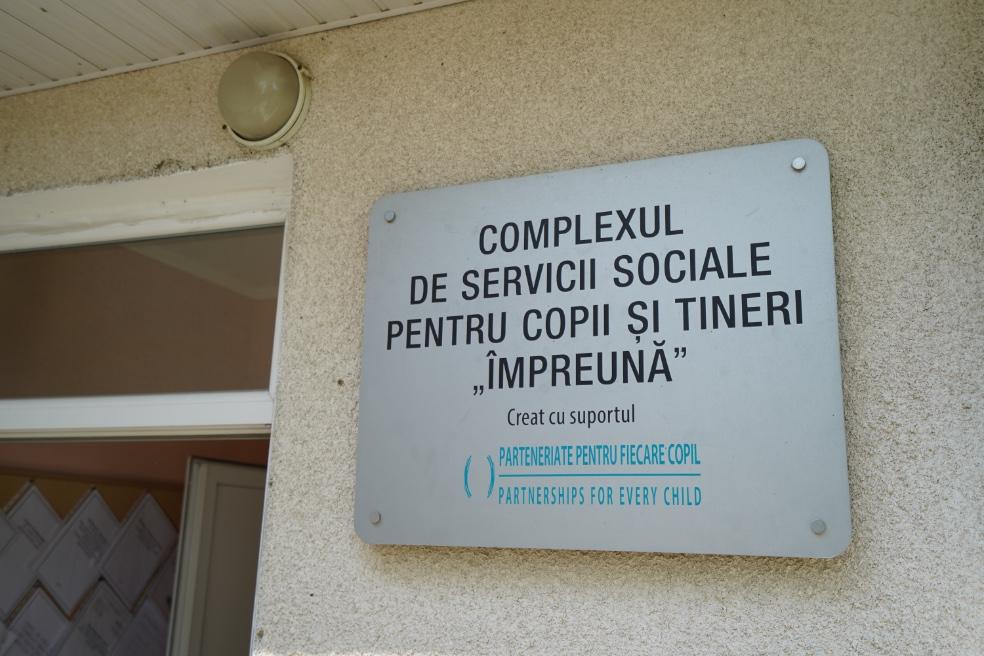 COMPLEXUL
DE SERVICII SOCIALE
PENTRU COPII ȘI TINERI
„ÎMPREUNĂ”
Creat cu suportul
PARTENERIATE PENTRU FIECARE COPIL
PARTNERSHIPS FOR EVERY CHILD